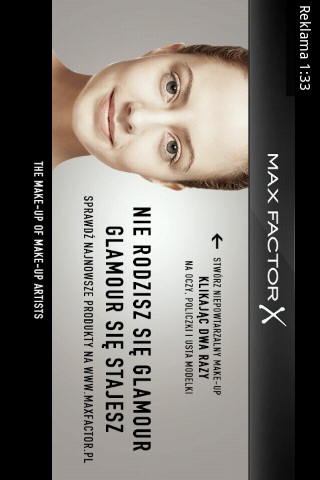 Reklama 1:33
MAX FACTOR X
STWÓRZ NIEPOWTARZALNY MAKE-UP
KLIKAJĄC DWA RAZY
NA OCZY, POLICZKI I USTA MODELKI
NIE RODZISZ SIĘ GLAMOUR
GLAMOUR SIĘ STAJESZ
SPRAWDŹ NAJNOWSZE PRODUKTY NA WWW.MAXFACTOR.PL
THE MAKE-UP OF MAKE-UP ARTISTS